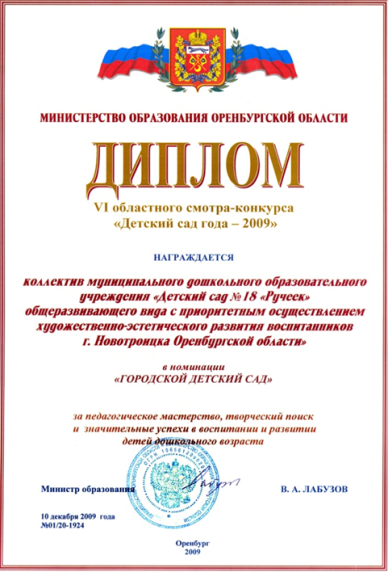 МИНИСТЕРСТВО ОБРАЗОВАНИЯ ОРЕНБУРГСКОЙ ОБЛАСТИ
ДИПЛОМ
VI областного смотра-конкурса
«Детский сад года – 2009»
НАГРАЖДАЕТСЯ
коллектив муниципального дошкольного образовательного
учреждения «Детский сад № 18 «Ручеек»
общеразвивающего вида с приоритетным осуществлением
художественно-эстетического развития воспитанников
г. Новотроицка Оренбургской области»
в номинации
«ГОРОДСКОЙ ДЕТСКИЙ САД»
за педагогическое мастерство, творческий поиск
и значительные успехи в воспитании и развитии
детей дошкольного возраста
Министр образования
В. А. ЛАБУЗОВ
10 декабря 2009 года
№01/20-1924
Оренбург
2009